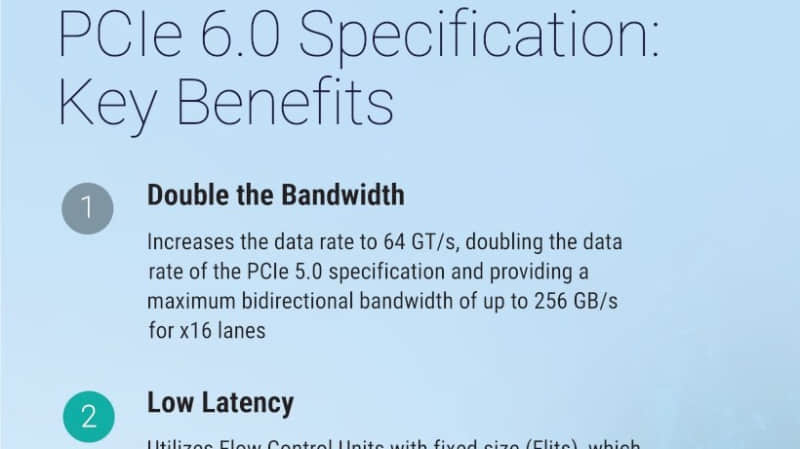 PCIe 6.0 Specification:
Key Benefits
1
Double the Bandwidth
Increases the data rate to 64 GT/s, doubling the data
rate of the PCIe 5.0 specification and providing a
maximum bidirectional bandwidth of up to 256 GB/s
for x16 lanes
2
Low Latency
Utilizes Flow Control Units with fixed size (Flits), which